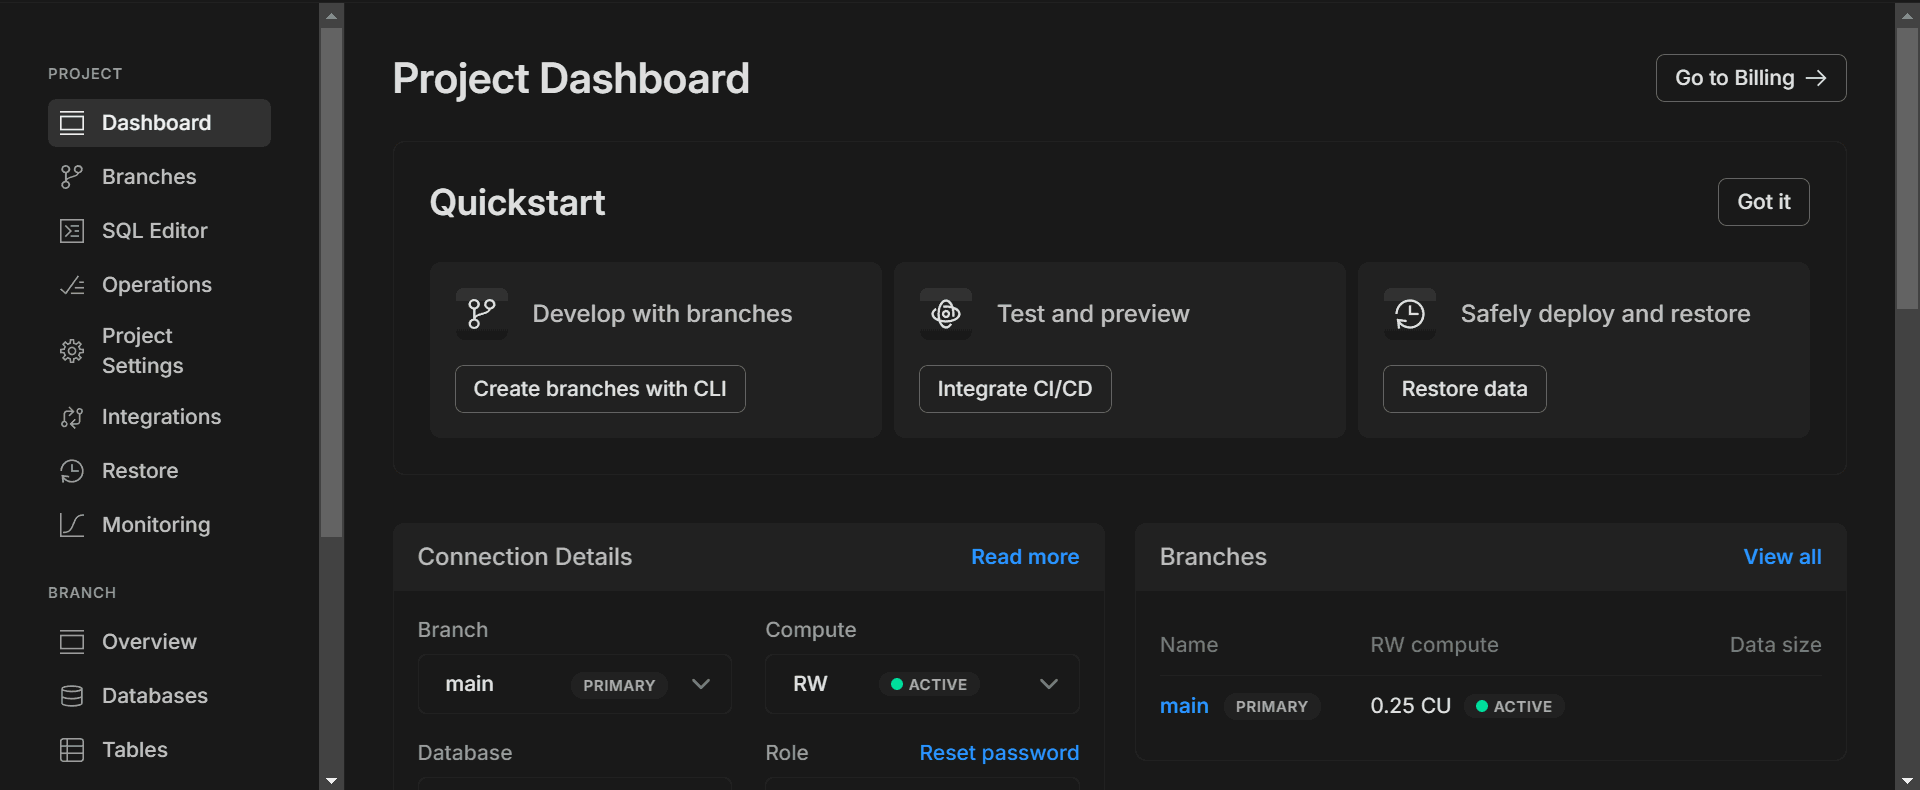 PROJECT
Dashboard
Branches
SQL Editor
Operations
Project
Settings
Integrations
Restore
Monitoring
BRANCH
Overview
Databases
Tables
Project Dashboard
Go to Billing →
Quickstart
Got it
Develop with branches
Create branches with CLI
Test and preview
Integrate CI/CD
Safely deploy and restore
Restore data
Connection Details Read more
Branch Compute
main PRIMARY RW ACTIVE
Database Role Reset password
Branches View all
Name RW compute Data size
main PRIMARY 0.25 CU ACTIVE